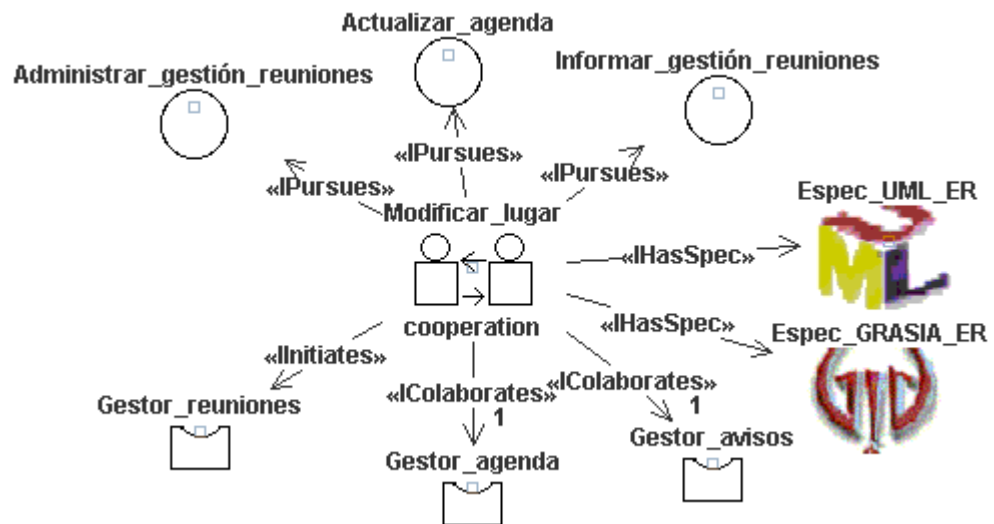 Actualizar_agenda
Administrar_gestión_reuniones
Informar_gestión_reuniones
«IPursues»
«IPursues»
«IPursues»
Modificar_lugar
Espec_UML_ER
«IHasSpec»
ML
«IHasSpec»
cooperation
Espec_GRASIA_ER
«IInitiates»
«IColaborates»
1
«IColaborates»
1
Gestor_reuniones
Gestor_avisos
Gestor_agenda